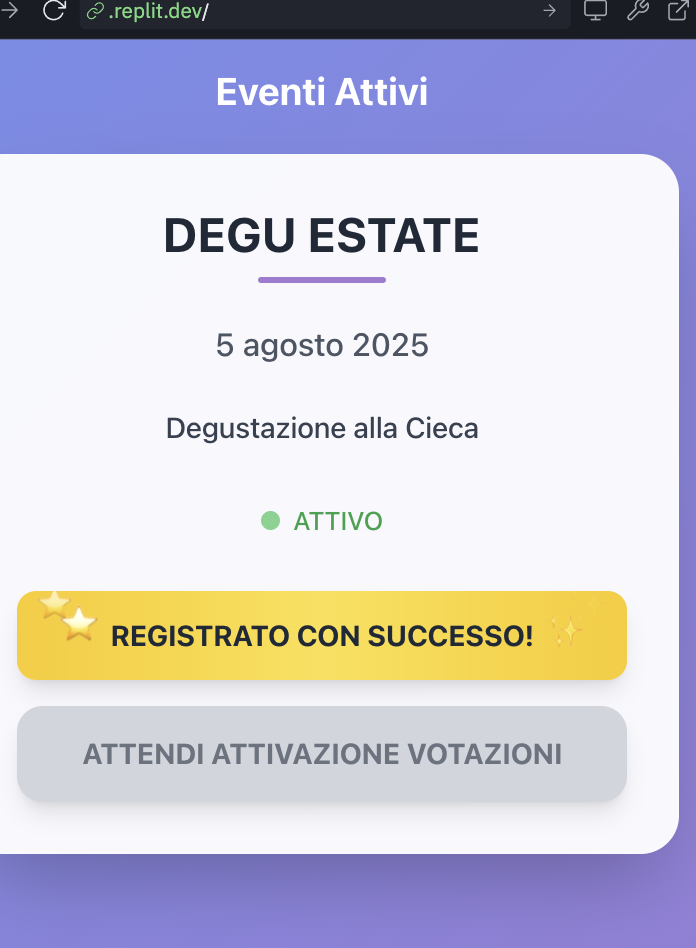 .replit.dev/
Eventi Attivi
DEGU ESTATE
5 agosto 2025
Degustazione alla Cieca
ATTIVO
REGISTRATO CON SUCCESSO!
ATTENDI ATTIVAZIONE VOTAZIONI